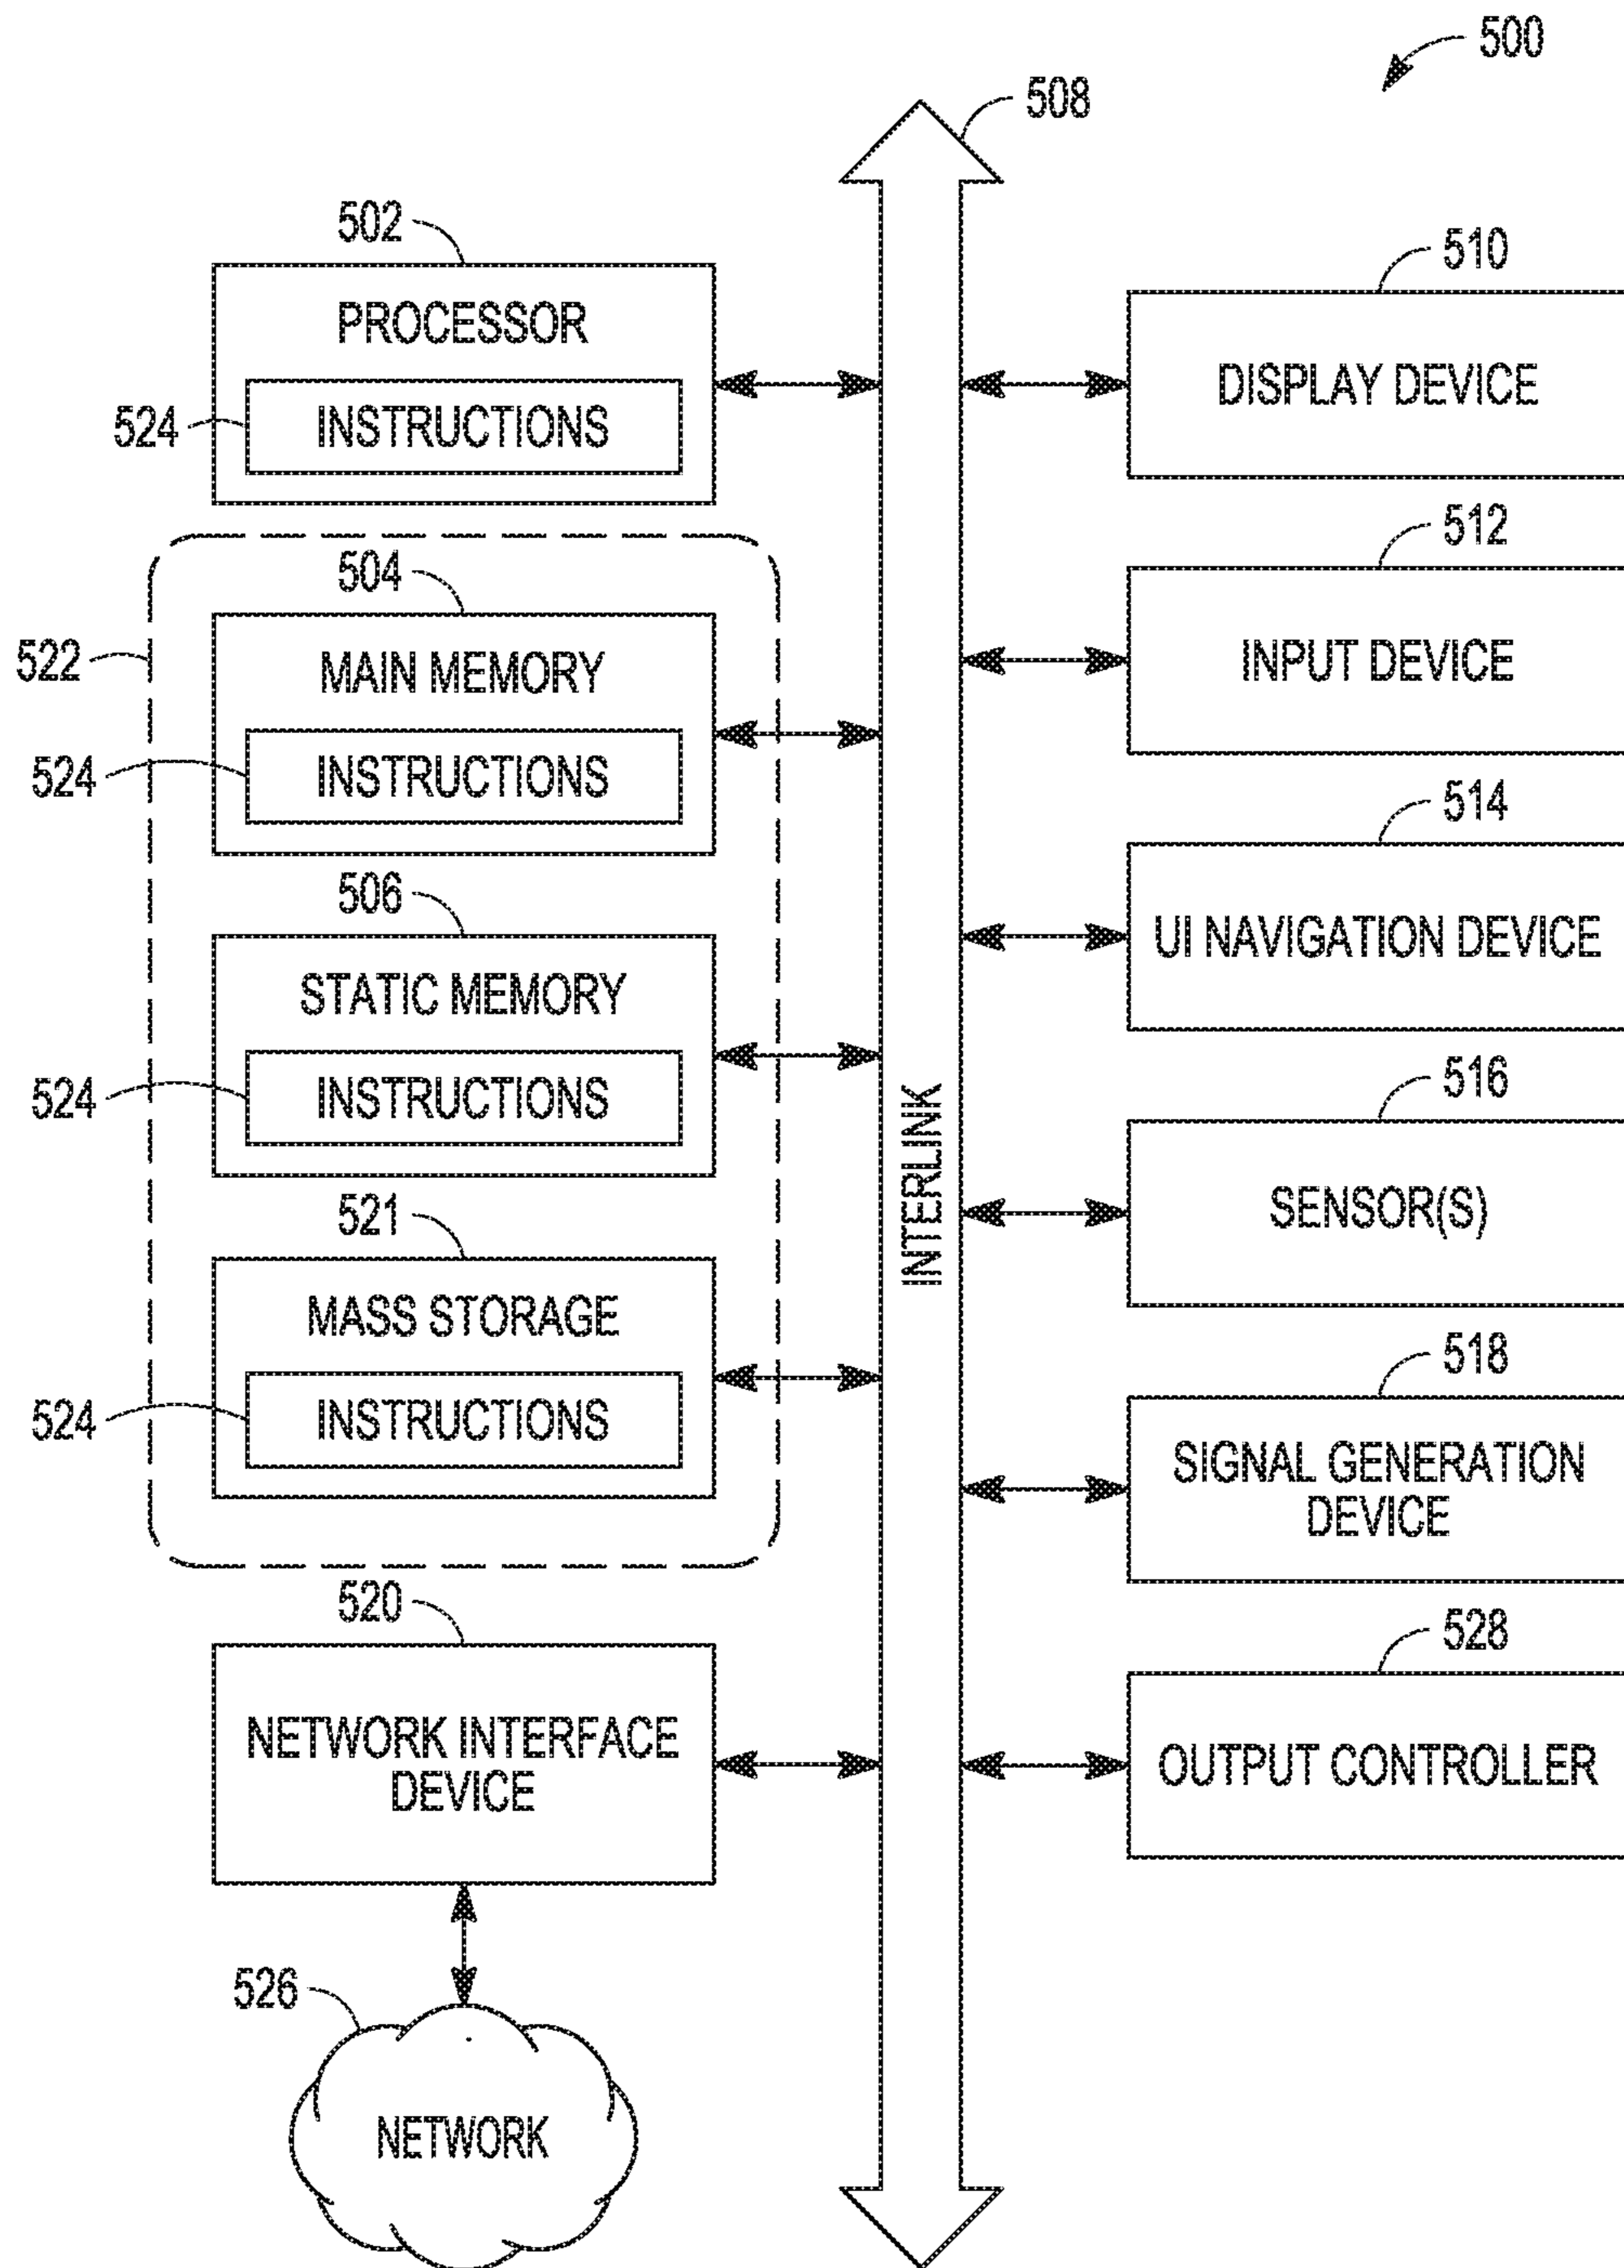 500
508
502
PROCESSOR
524
INSTRUCTIONS
504
522
MAIN MEMORY
524
INSTRUCTIONS
506
STATIC MEMORY
524
INSTRUCTIONS
521
MASS STORAGE
524
INSTRUCTIONS
520
NETWORK INTERFACE
DEVICE
526
NETWORK
INTERLINK
510
DISPLAY DEVICE
512
INPUT DEVICE
514
UI NAVIGATION DEVICE
516
SENSOR(S)
518
SIGNAL GENERATION
DEVICE
528
OUTPUT CONTROLLER